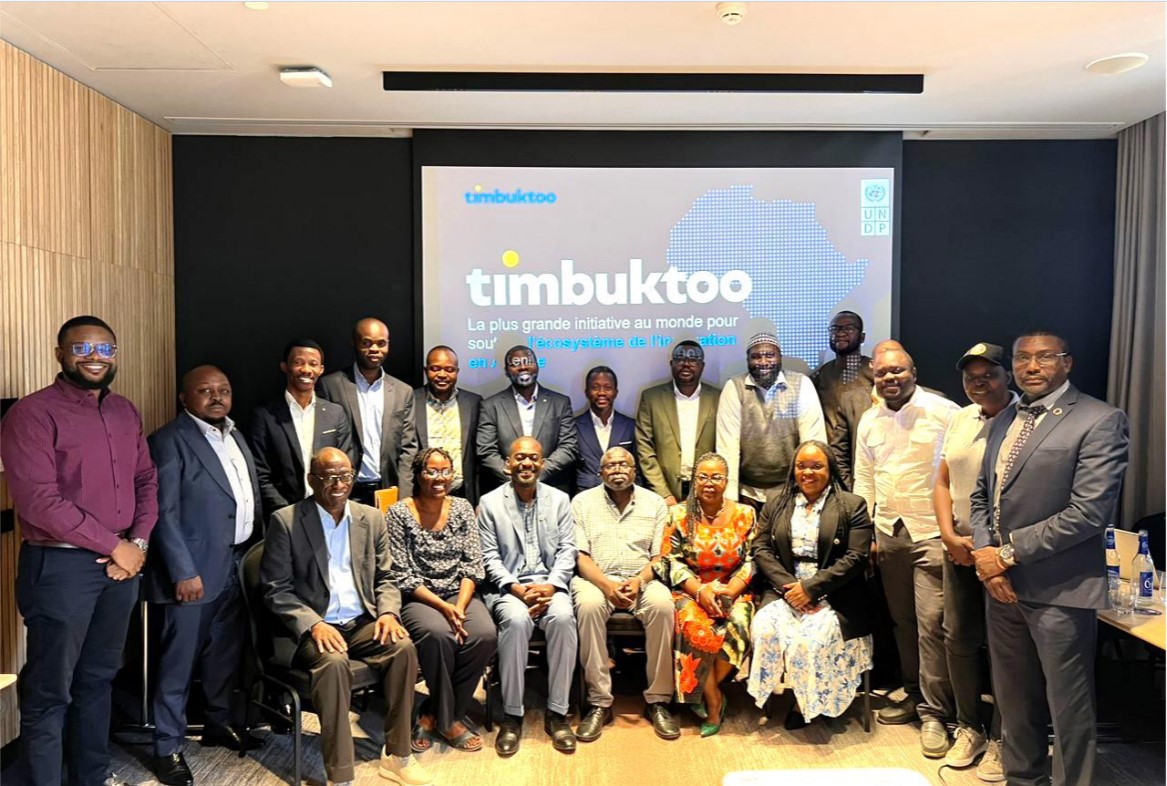 timbuktoo
UN
DP
timbuktoo
La plus grande initiative au monde pour
l'écosystème de l'
en